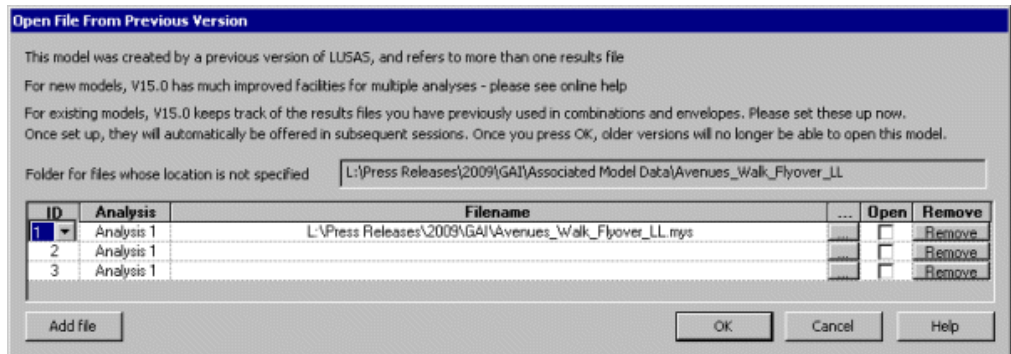 Open File From Previous Version
This model was created by a previous version of LUSAS, and refers to more than one results file
For new models, V15.0 has much improved facilities for multiple analyses - please see online help
For existing models, V15.0 keeps track of the results files you have previously used in combinations and envelopes. Please set these up now.
Once set up, they will automatically be offered in subsequent sessions. Once you press OK, older versions will no longer be able to open this model.
Folder for files whose location is not specified L:\Press Releases\2009\GAI\Associated Model Data\Avenues_Walk_Flyover_LL
ID Analysis Filename ... Open Remove
1 Analysis 1 L:\Press Releases\2009\GAI\Avenues_Walk_Flyover_LL.mys ... Remove
2 Analysis 1 ... Remove
3 Analysis 1 ... Remove
Add file OK Cancel Help